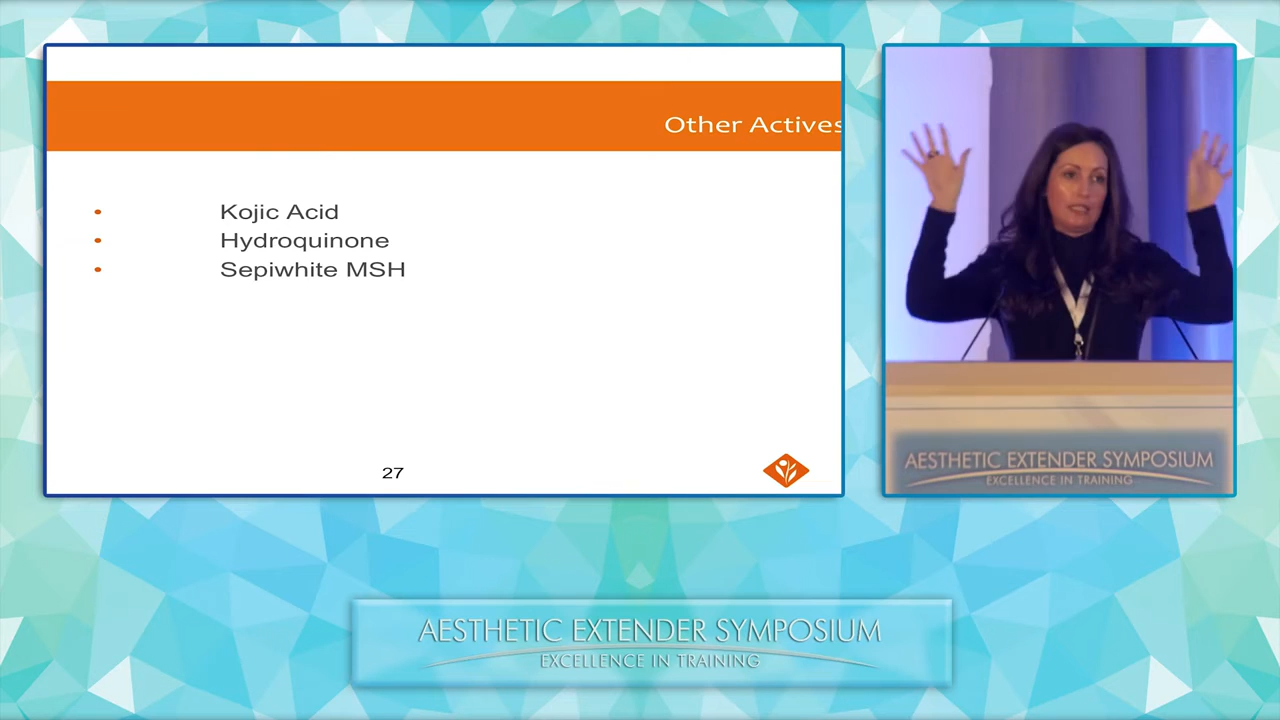 Other Actives
• Kojic Acid
• Hydroquinone
• Sepiwhite MSH
27
AESTHETIC EXTENDER SYMPOSIUM
EXCELLENCE IN TRAINING
AESTHETIC EXTENDER SYMPOSIUM
EXCELLENCE IN TRAINING